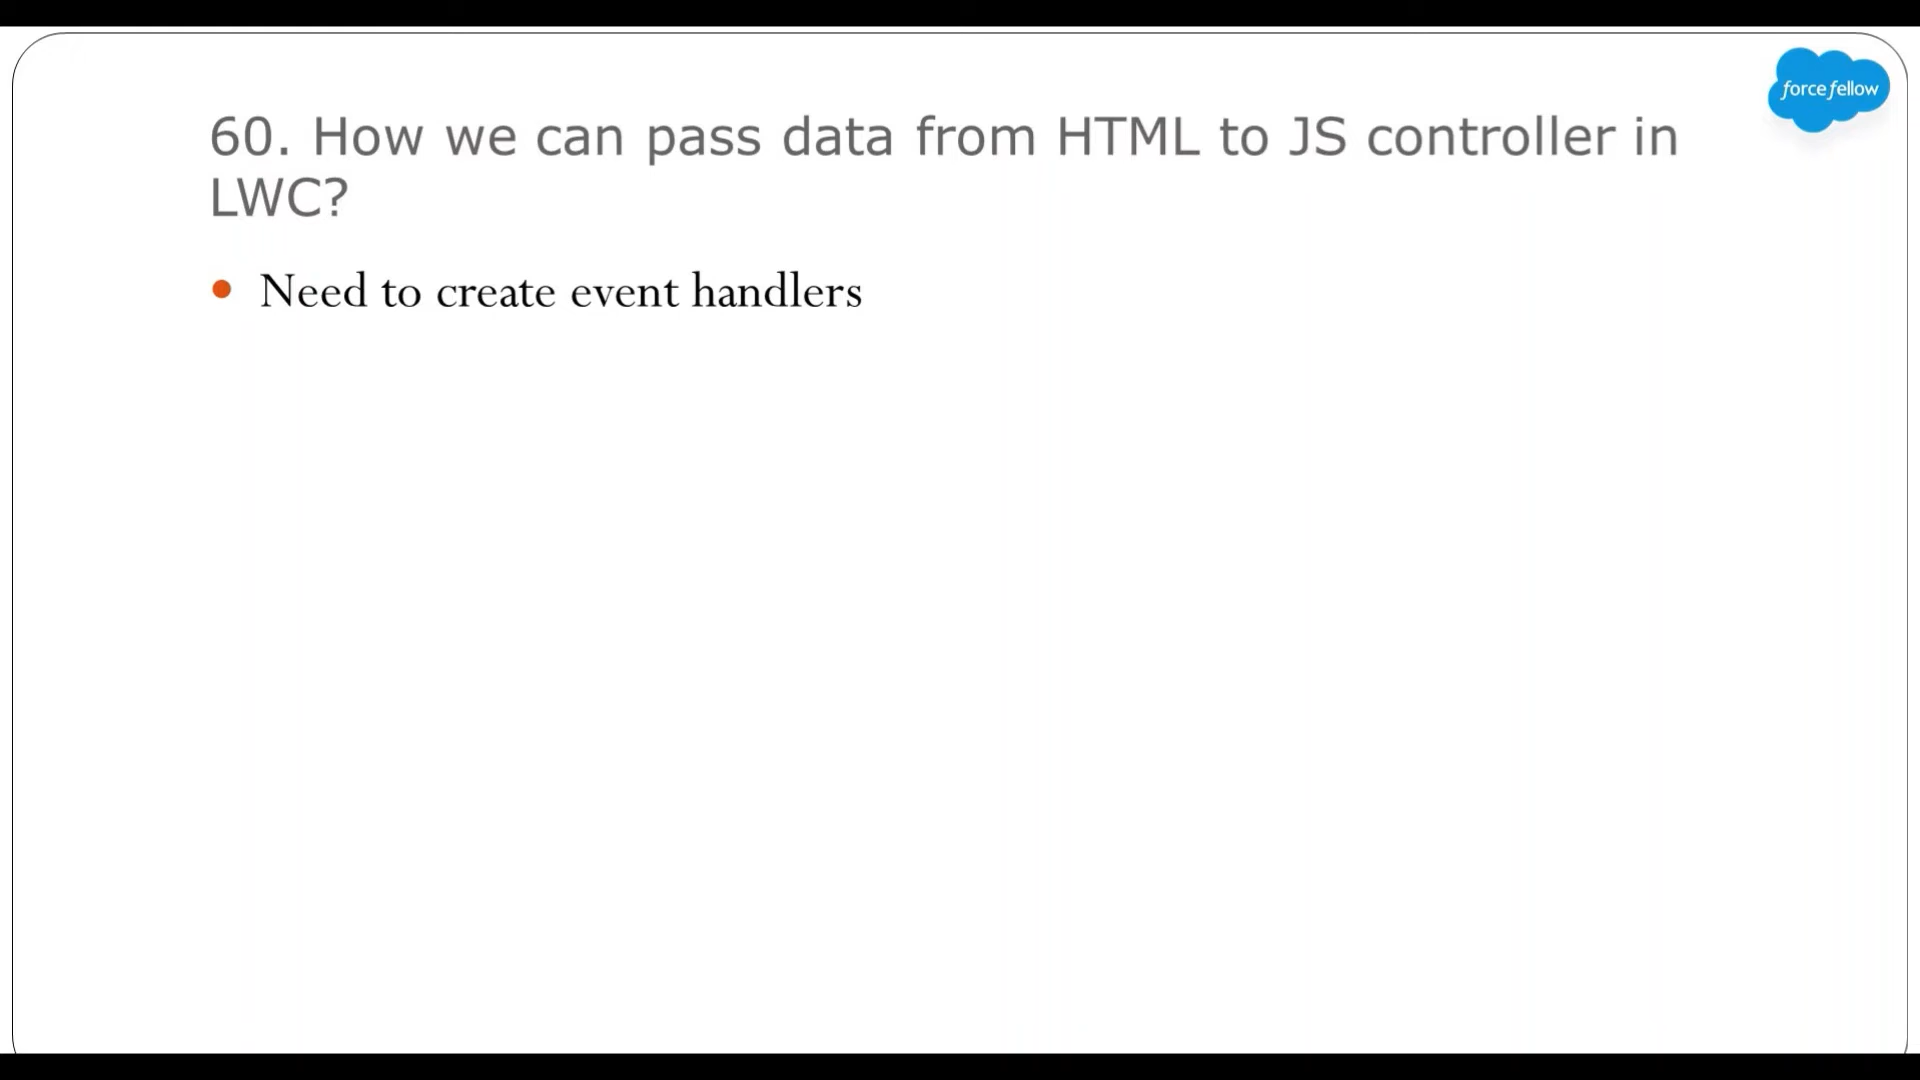 force fellow
60. How we can pass data from HTML to JS controller in
LWC?
Need to create event handlers